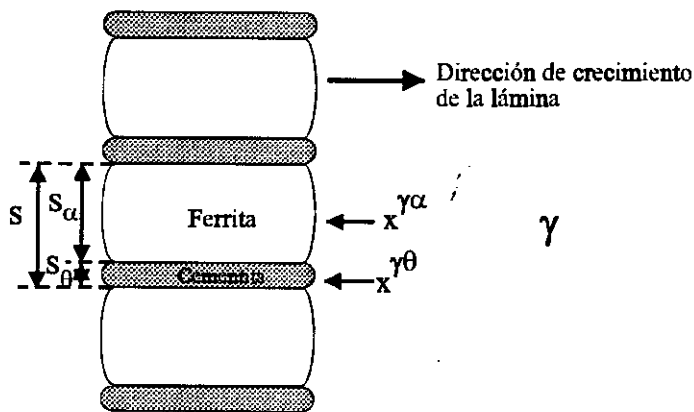 Dirección de crecimiento
de la lámina
S
Sα
Ferrita
x^γα
γ
Sθ
Cementita
x^γθ